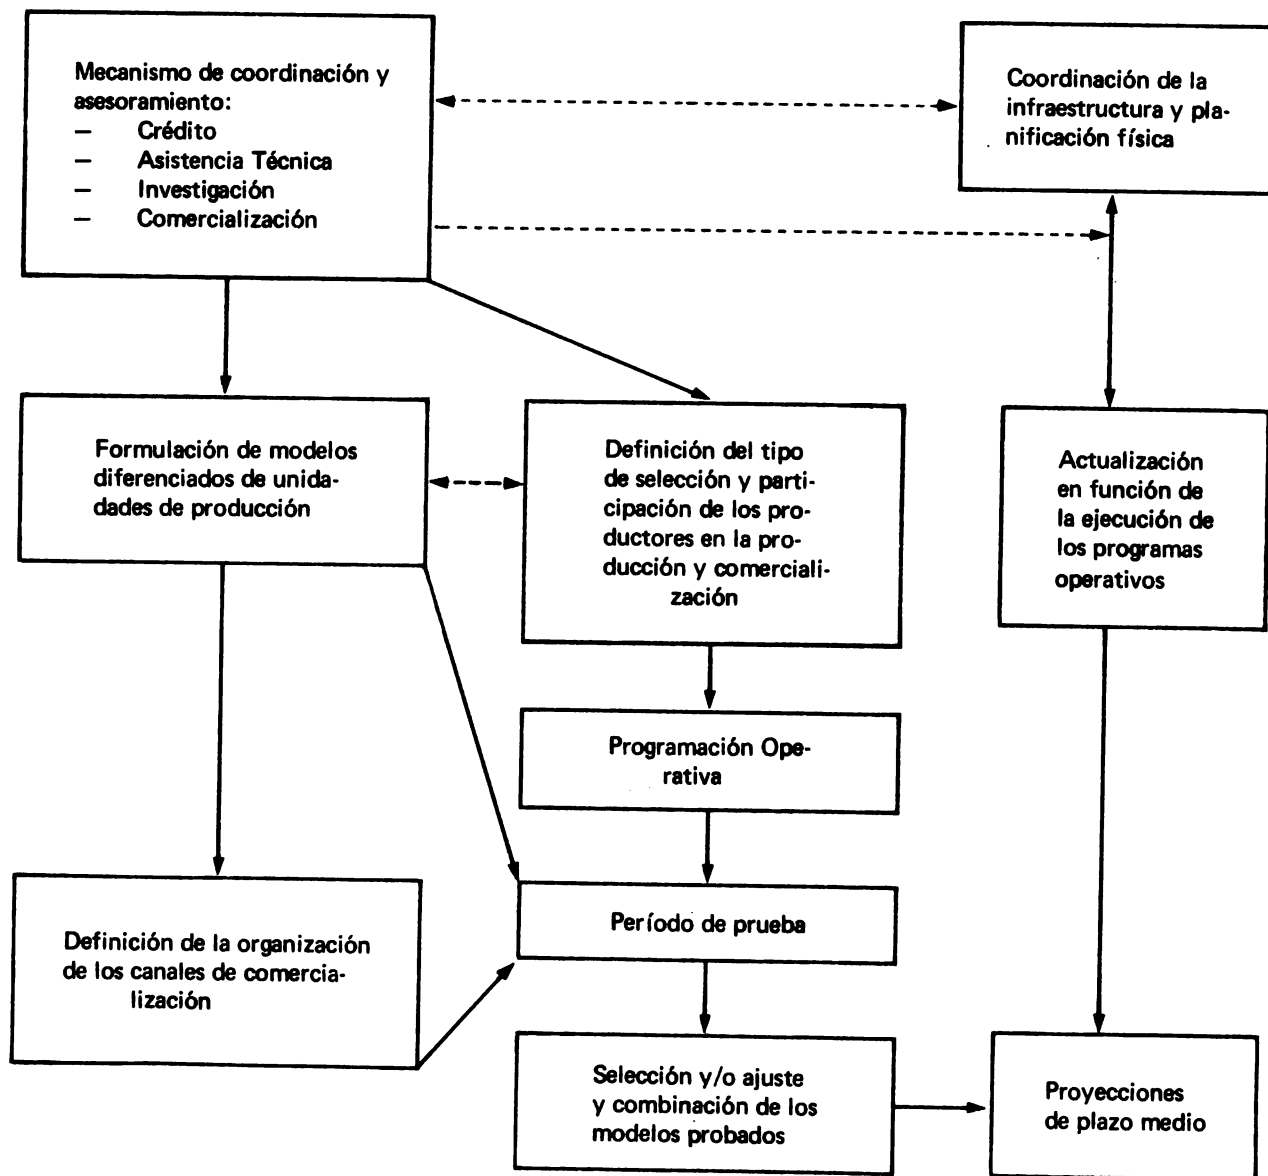 Mecanismo de coordinación y
asesoramiento:
— Crédito
— Asistencia Técnica
— Investigación
— Comercialización
Coordinación de la
infraestructura y pla-
nificación física
Formulación de modelos
diferenciados de unida-
dades de producción
Definición del tipo
de selección y parti-
cipación de los pro-
ductores en la pro-
ducción y comerciali-
zación
Actualización
en función de
la ejecución de
los programas
operativos
Programación Ope-
rativa
Período de prueba
Definición de la organización
de los canales de comercia-
lización
Selección y/o ajuste
y combinación de los
modelos probados
Proyecciones
de plazo medio